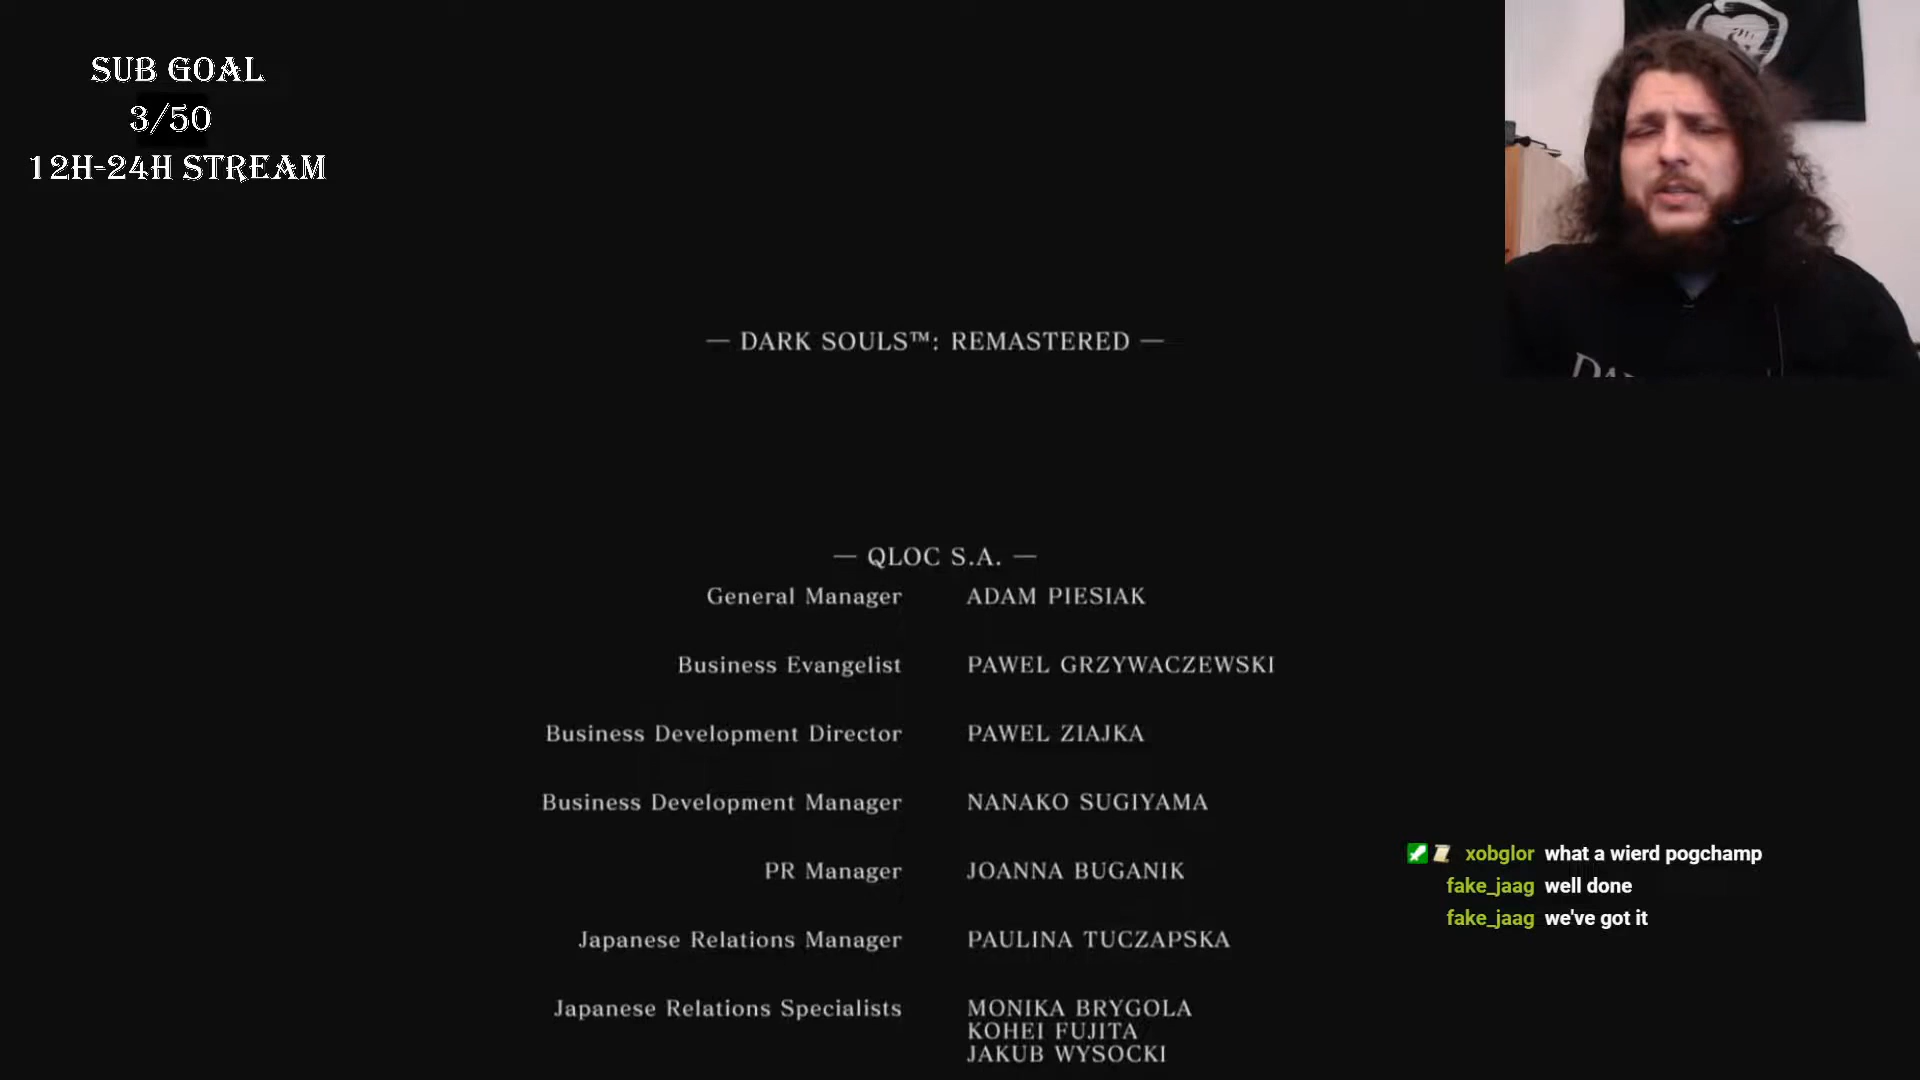 SUB GOAL
3/50
12H-24H STREAM
— DARK SOULS™: REMASTERED —
— QLOC S.A. —
General Manager ADAM PIESIAK
Business Evangelist PAWEL GRZYWACZEWSKI
Business Development Director PAWEL ZIAJKA
Business Development Manager NANAKO SUGIYAMA
PR Manager JOANNA BUGANIK
Japanese Relations Manager PAULINA TUCZAPSKA
Japanese Relations Specialists MONIKA BRYGOLA
KOHEI FUJITA
JAKUB WYSOCKI
xobglor what a wierd pogchamp
fake_jaag well done
fake_jaag we've got it